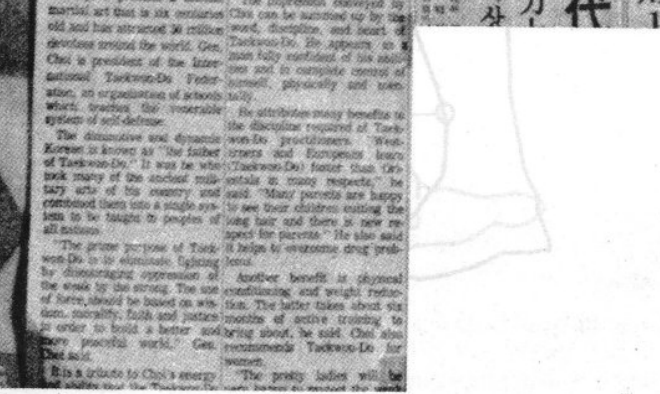 martial art that is six centuries
old and has attracted 16 million
devotees around the world. Gen.
Choi is president of the Inter-
national Taekwon-Do Feder-
ation, an organization of schools
which teaches the venerable
system of self-defense.
The diminutive and dynamic
Korean is known as "the father
of Taekwon-Do." It was he who
took many of the ancient mili-
tary arts of his country and
combined them into a single sys-
tem to be taught to peoples of
all nations.
"The prime purpose of Taek-
won-Do is to eliminate fighting
by discouraging oppression of
the weak by the strong. The use
of force should be based on wis-
dom, morality, faith and justice
in order to build a better and
more peaceful world," Gen.
Choi said.
It is a tribute to Choi's energy
Choi can be summed up by the
word, discipline, and heart of
Taekwon-Do. He appears as a
man fully confident of his
and in complete control of
himself, physically and men-
tally.
He attributes many benefits to
the discipline required of Taek-
won-Do practitioners. "West-
erners and Europeans learn
(Taekwon-Do) faster than Ori-
entals in many respects," he
said. "Many parents are happy
to see their children cutting the
long hair and there is new re-
spect for parents." He also said
it helps to overcome drug prob-
lems.
Another benefit is physical
conditioning and weight reduc-
tion. The latter takes about six
months of active training to
bring about, he said. Choi also
recommends Taekwon-Do for
women.
"The pretty ladies will be
상
代